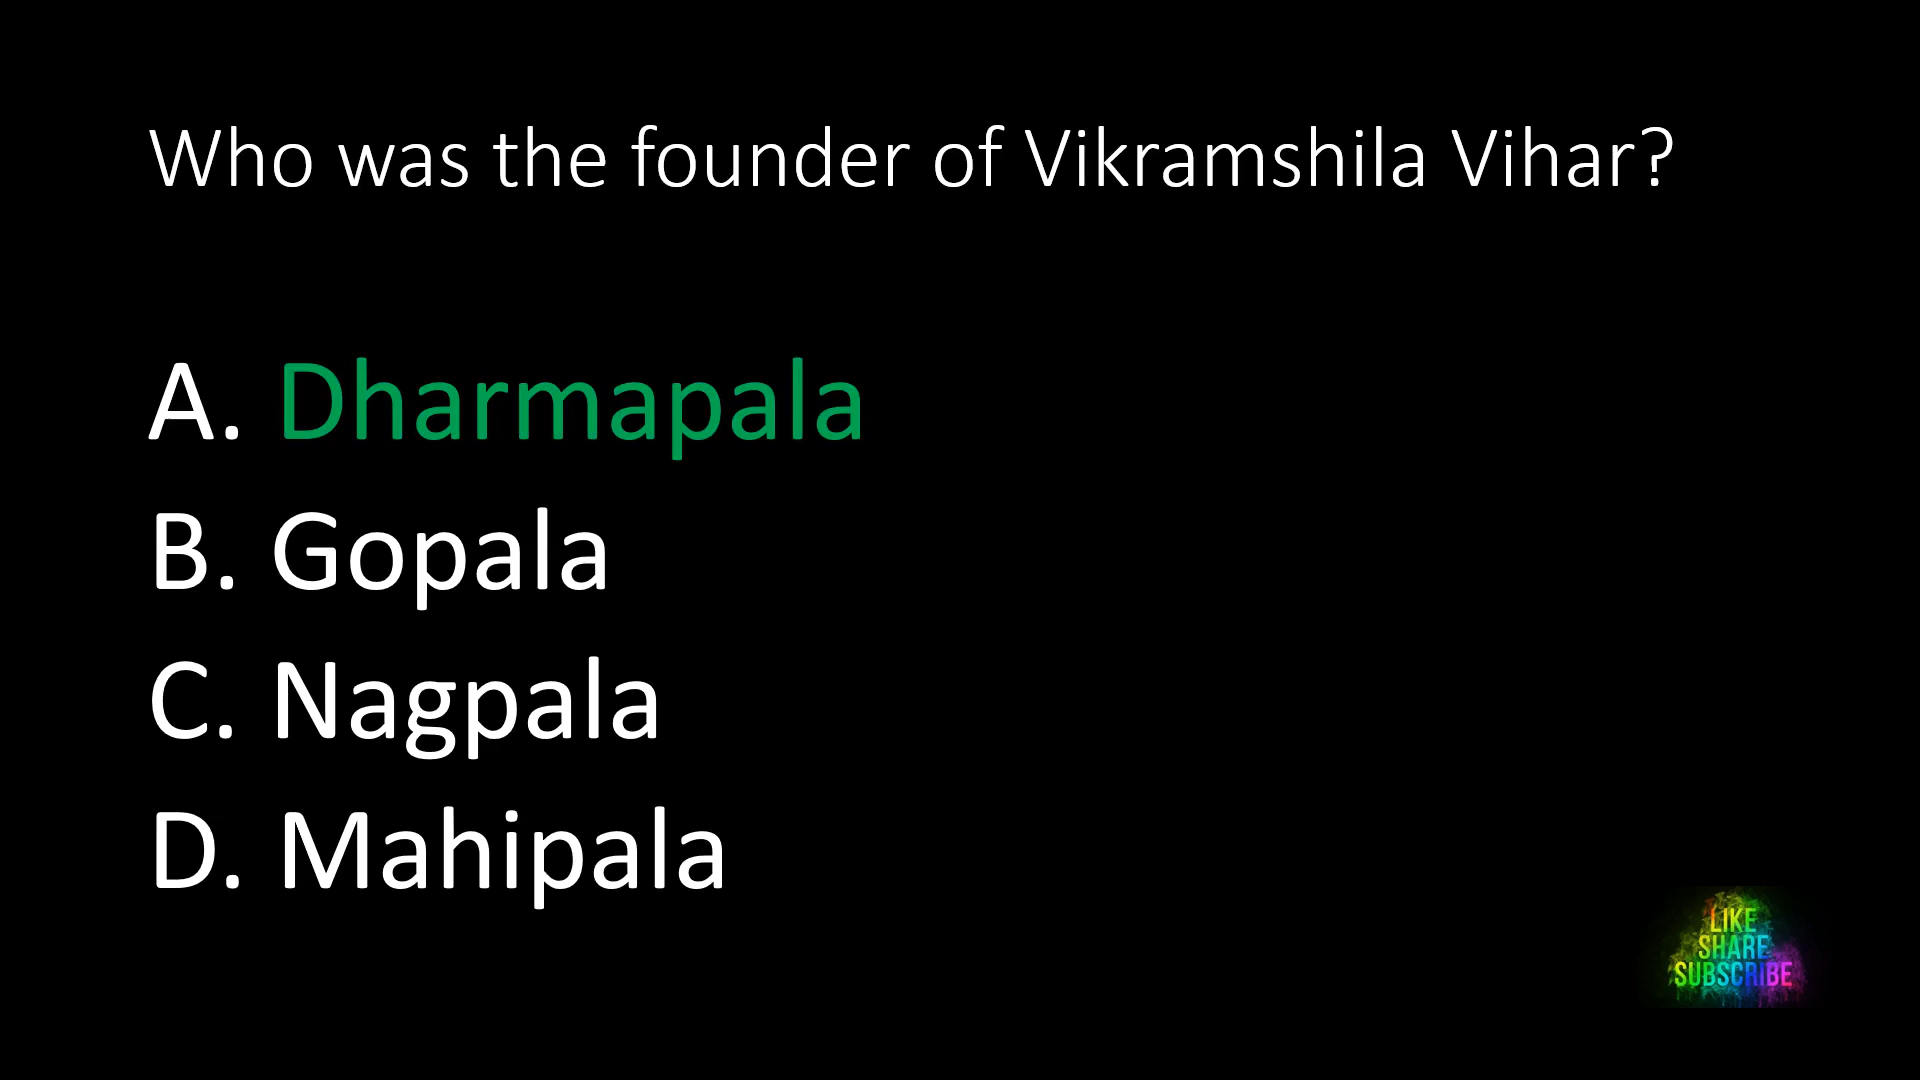 Who was the founder of Vikramshila Vihar?
A. Dharmapala
B. Gopala
C. Nagpala
D. Mahipala
LIKE
SHARE
SUBSCRIBE